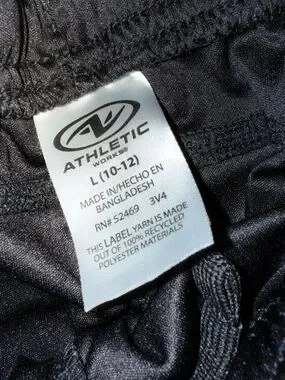 ATHLETIC
WORKS®
L (10-12)
MADE IN/HECHO EN
BANGLADESH
RN# 52469 3V4
THIS LABEL YARN IS MADE
OUT OF 100% RECYCLED
POLYESTER MATERIALS